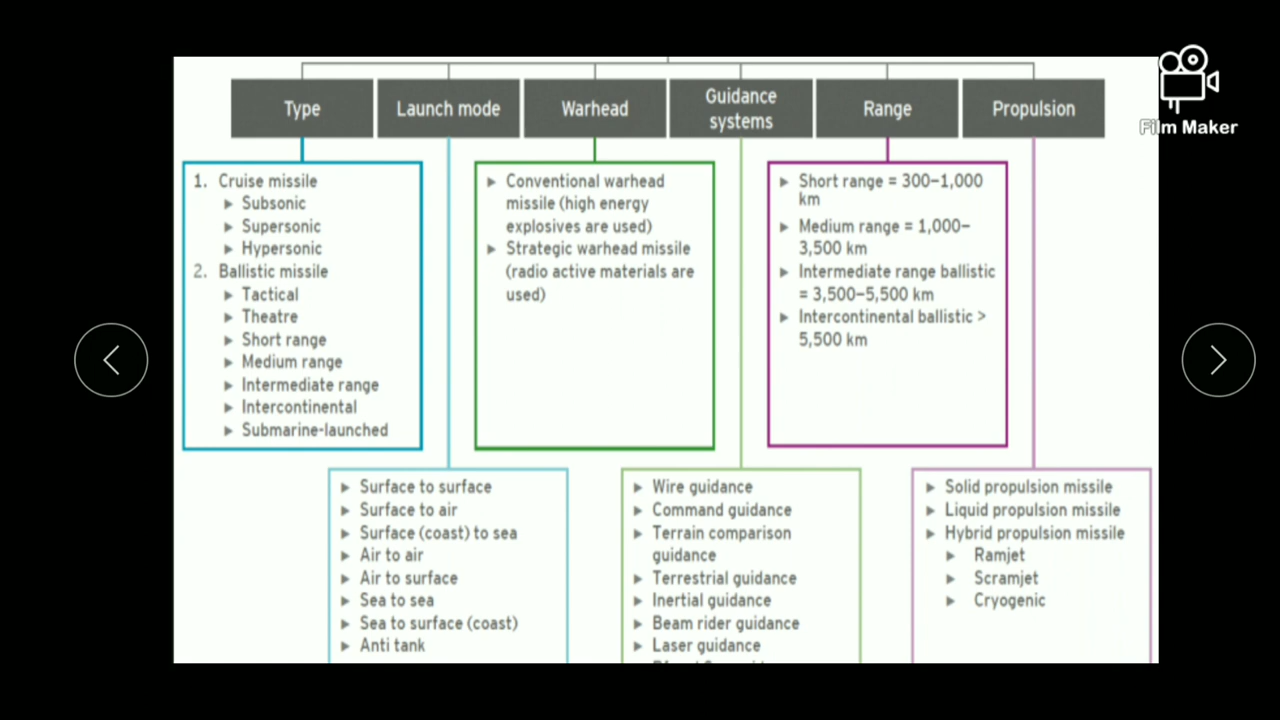 Type
Launch mode
Warhead
Guidance
systems
Range
Propulsion
Film Maker
1. Cruise missile
▶ Subsonic
▶ Supersonic
▶ Hypersonic
2. Ballistic missile
▶ Tactical
▶ Theatre
▶ Short range
▶ Medium range
▶ Intermediate range
▶ Intercontinental
▶ Submarine-launched
▶ Conventional warhead
missile (high energy
explosives are used)
▶ Strategic warhead missile
(radio active materials are
used)
▶ Short range = 300–1,000
km
▶ Medium range = 1,000–
3,500 km
▶ Intermediate range ballistic
= 3,500–5,500 km
▶ Intercontinental ballistic >
5,500 km
▶ Surface to surface
▶ Surface to air
▶ Surface (coast) to sea
▶ Air to air
▶ Air to surface
▶ Sea to sea
▶ Sea to surface (coast)
▶ Anti tank
▶ Wire guidance
▶ Command guidance
▶ Terrain comparison
guidance
▶ Terrestrial guidance
▶ Inertial guidance
▶ Beam rider guidance
▶ Laser guidance
▶ Solid propulsion missile
▶ Liquid propulsion missile
▶ Hybrid propulsion missile
▶ Ramjet
▶ Scramjet
▶ Cryogenic